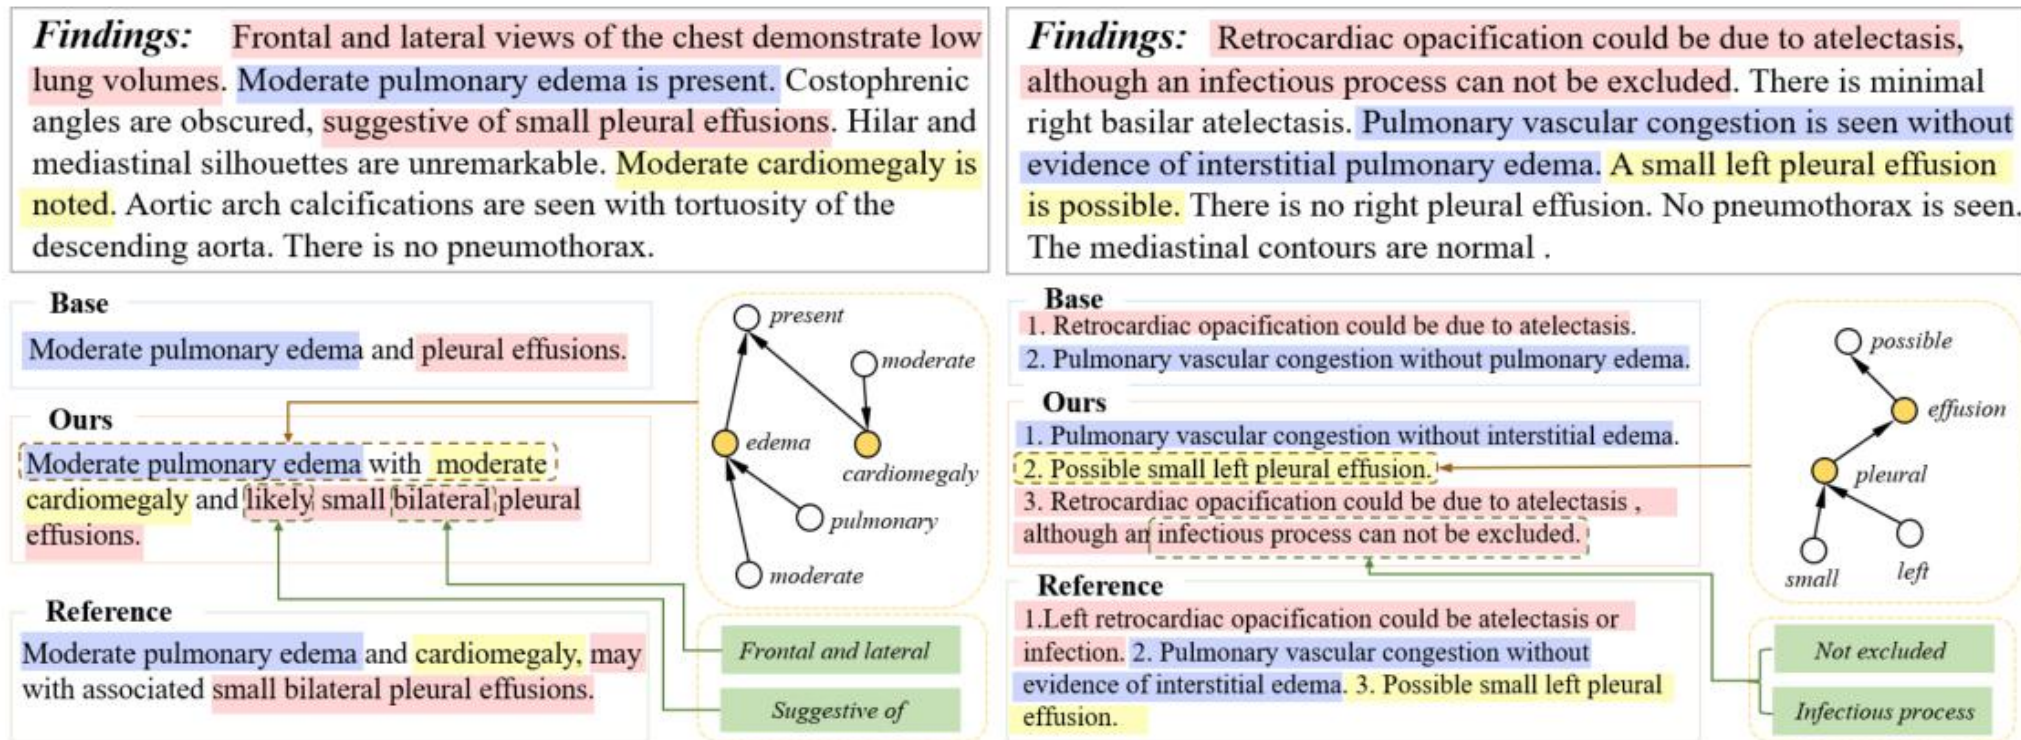 Findings: Frontal and lateral views of the chest demonstrate low
lung volumes. Moderate pulmonary edema is present. Costophrenic
angles are obscured, suggestive of small pleural effusions. Hilar and
mediastinal silhouettes are unremarkable. Moderate cardiomegaly is
noted. Aortic arch calcifications are seen with tortuosity of the
descending aorta. There is no pneumothorax.
Base
Moderate pulmonary edema and pleural effusions.
Ours
Moderate pulmonary edema with moderate
cardiomegaly and likely small bilateral pleural
effusions.
Reference
Moderate pulmonary edema and cardiomegaly, may
with associated small bilateral pleural effusions.
present
moderate
edema
cardiomegaly
pulmonary
moderate
Frontal and lateral
Suggestive of
Findings: Retrocardiac opacification could be due to atelectasis,
although an infectious process can not be excluded. There is minimal
right basilar atelectasis. Pulmonary vascular congestion is seen without
evidence of interstitial pulmonary edema. A small left pleural effusion
is possible. There is no right pleural effusion. No pneumothorax is seen.
The mediastinal contours are normal .
Base
1. Retrocardiac opacification could be due to atelectasis.
2. Pulmonary vascular congestion without pulmonary edema.
Ours
1. Pulmonary vascular congestion without interstitial edema.
2. Possible small left pleural effusion.
3. Retrocardiac opacification could be due to atelectasis ,
although an infectious process can not be excluded.
Reference
1.Left retrocardiac opacification could be atelectasis or
infection. 2. Pulmonary vascular congestion without
evidence of interstitial edema. 3. Possible small left pleural
effusion.
possible
effusion
pleural
small
left
Not excluded
Infectious process